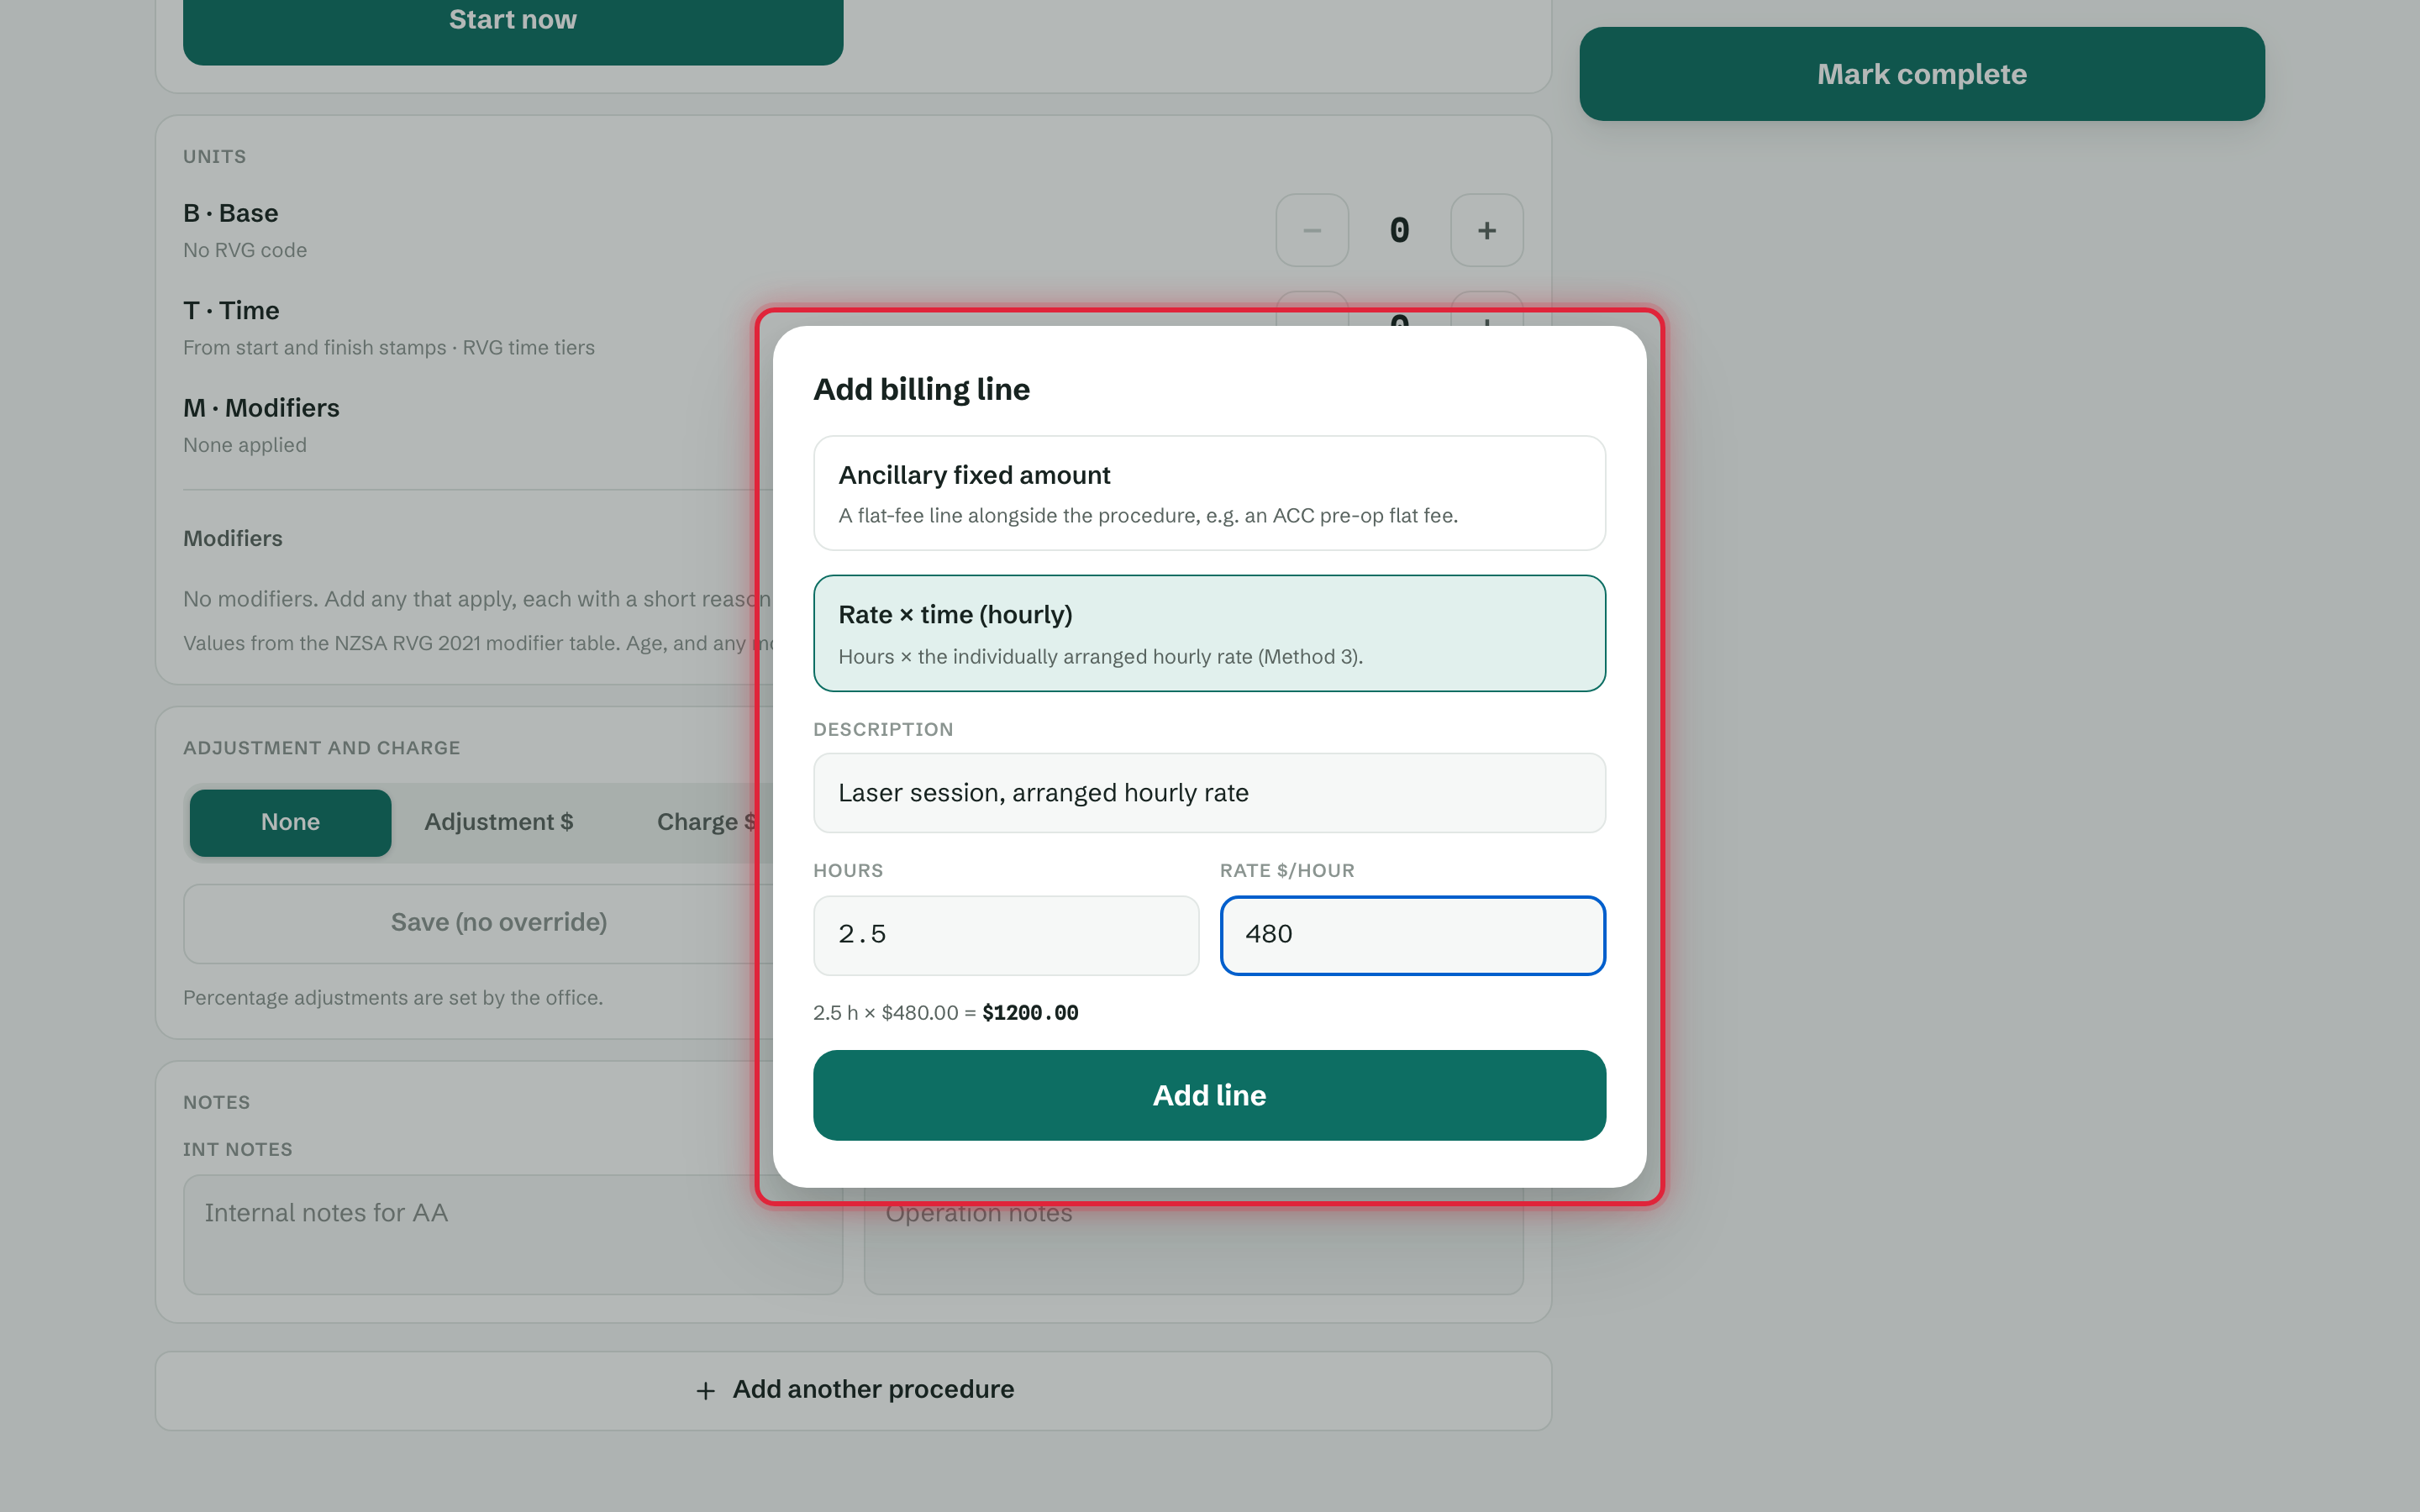 Start now
Mark complete
UNITS
B · Base
No RVG code
−
0
+
T · Time
From start and finish stamps · RVG time tiers
0
M · Modifiers
None applied
Modifiers
No modifiers. Add any that apply, each with a short reason
Values from the NZSA RVG 2021 modifier table. Age, and any
ADJUSTMENT AND CHARGE
None
Adjustment $
Charge $
Save (no override)
Percentage adjustments are set by the office.
NOTES
INT NOTES
Internal notes for AA
Operation notes
+ Add another procedure
Add billing line
Ancillary fixed amount
A flat-fee line alongside the procedure, e.g. an ACC pre-op flat fee.
Rate × time (hourly)
Hours × the individually arranged hourly rate (Method 3).
DESCRIPTION
Laser session, arranged hourly rate
HOURS
RATE $/HOUR
2.5
480
2.5 h × $480.00 = $1200.00
Add line